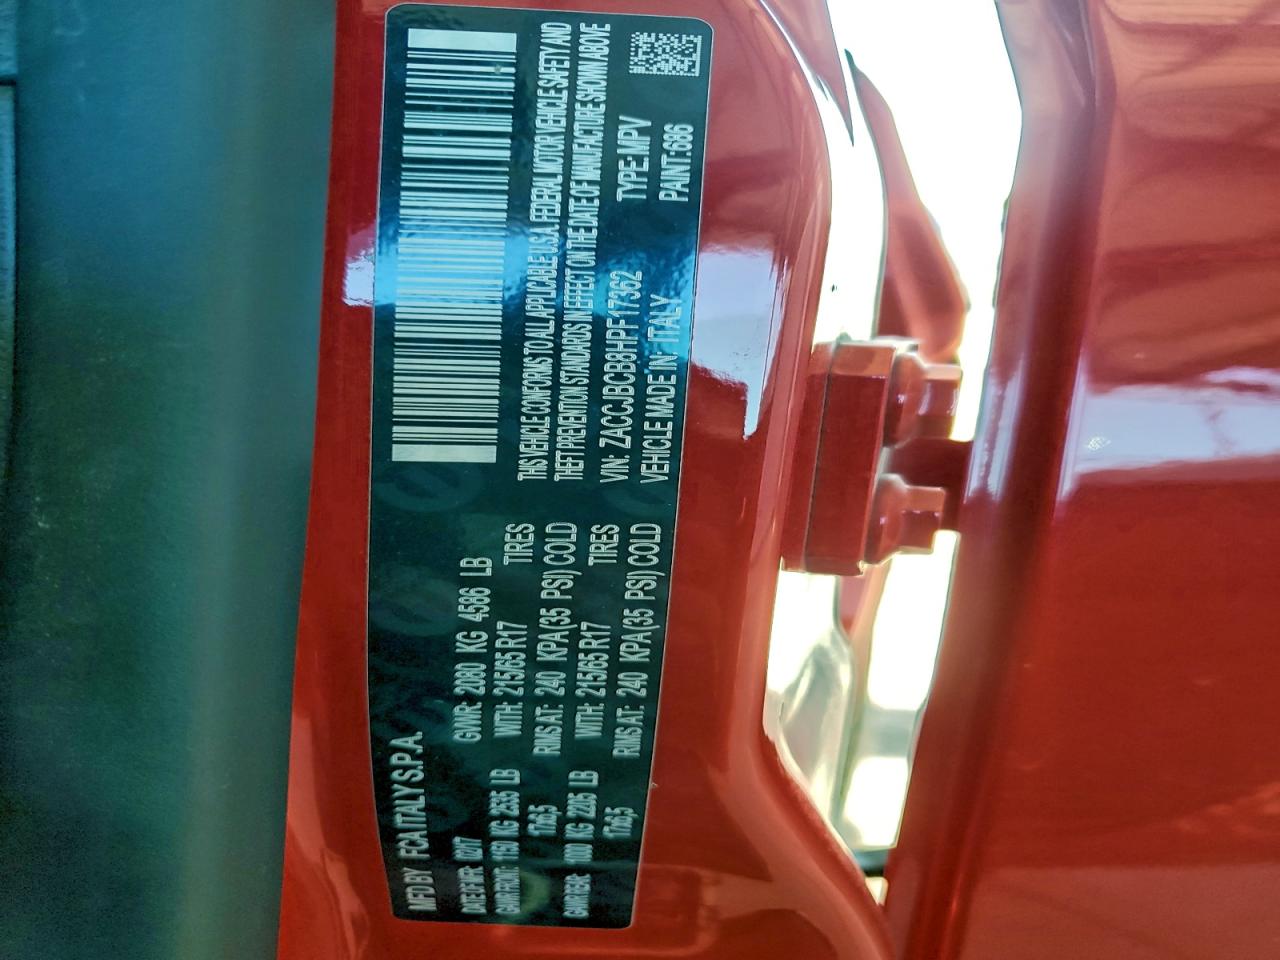 MFD BY FCA ITALY S.P.A.
DATE OF MFR: 02/17 GVWR: 2080 KG 4586 LB
GAWR FRONT: 1150 KG 2535 LB WITH: 215/65 R17 TIRES
17x6,5 RIMS AT: 240 KPA(35 PSI) COLD
GAWR REAR: 1000 KG 2205 LB WITH: 215/65 R17 TIRES
17x6,5 RIMS AT: 240 KPA(35 PSI) COLD
THIS VEHICLE CONFORMS TO ALL APPLICABLE U.S.A. FEDERAL MOTOR VEHICLE SAFETY AND
THEFT PREVENTION STANDARDS IN EFFECT ON THE DATE OF MANUFACTURE SHOWN ABOVE
VIN: ZACCJBCB8HPF17362 TYPE: MPV
VEHICLE MADE IN: ITALY PAINT: 686